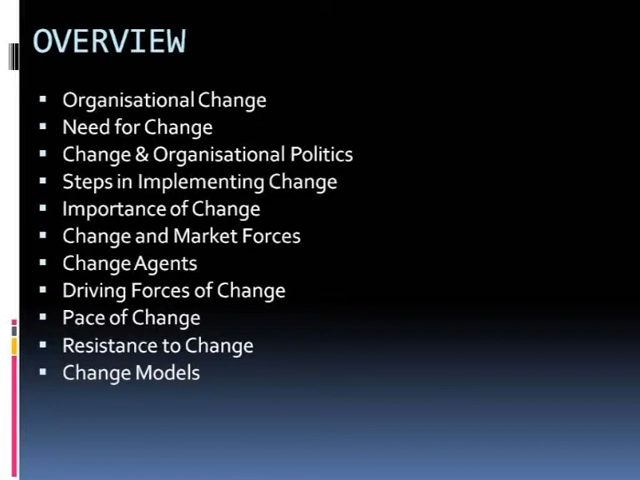 OVERVIEW
Organisational Change
Need for Change
Change & Organisational Politics
Steps in Implementing Change
Importance of Change
Change and Market Forces
Change Agents
Driving Forces of Change
Pace of Change
Resistance to Change
Change Models